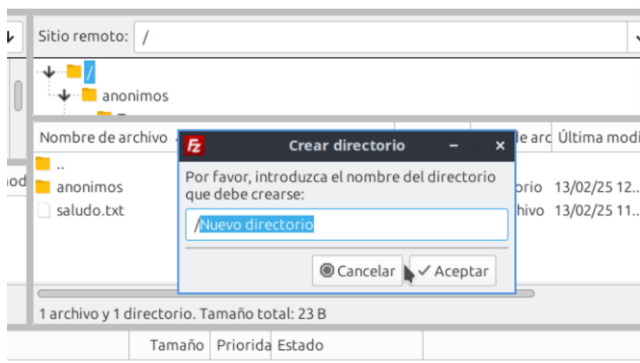 Sitio remoto: /
/
anonimos
Nombre de archivo
Última modi
..
anonimos
13/02/25 12..
saludo.txt
13/02/25 11..
Fz Crear directorio
Por favor, introduzca el nombre del directorio
que debe crearse:
/Nuevo directorio
Cancelar Aceptar
1 archivo y 1 directorio. Tamaño total: 23 B
Tamaño Priorida Estado